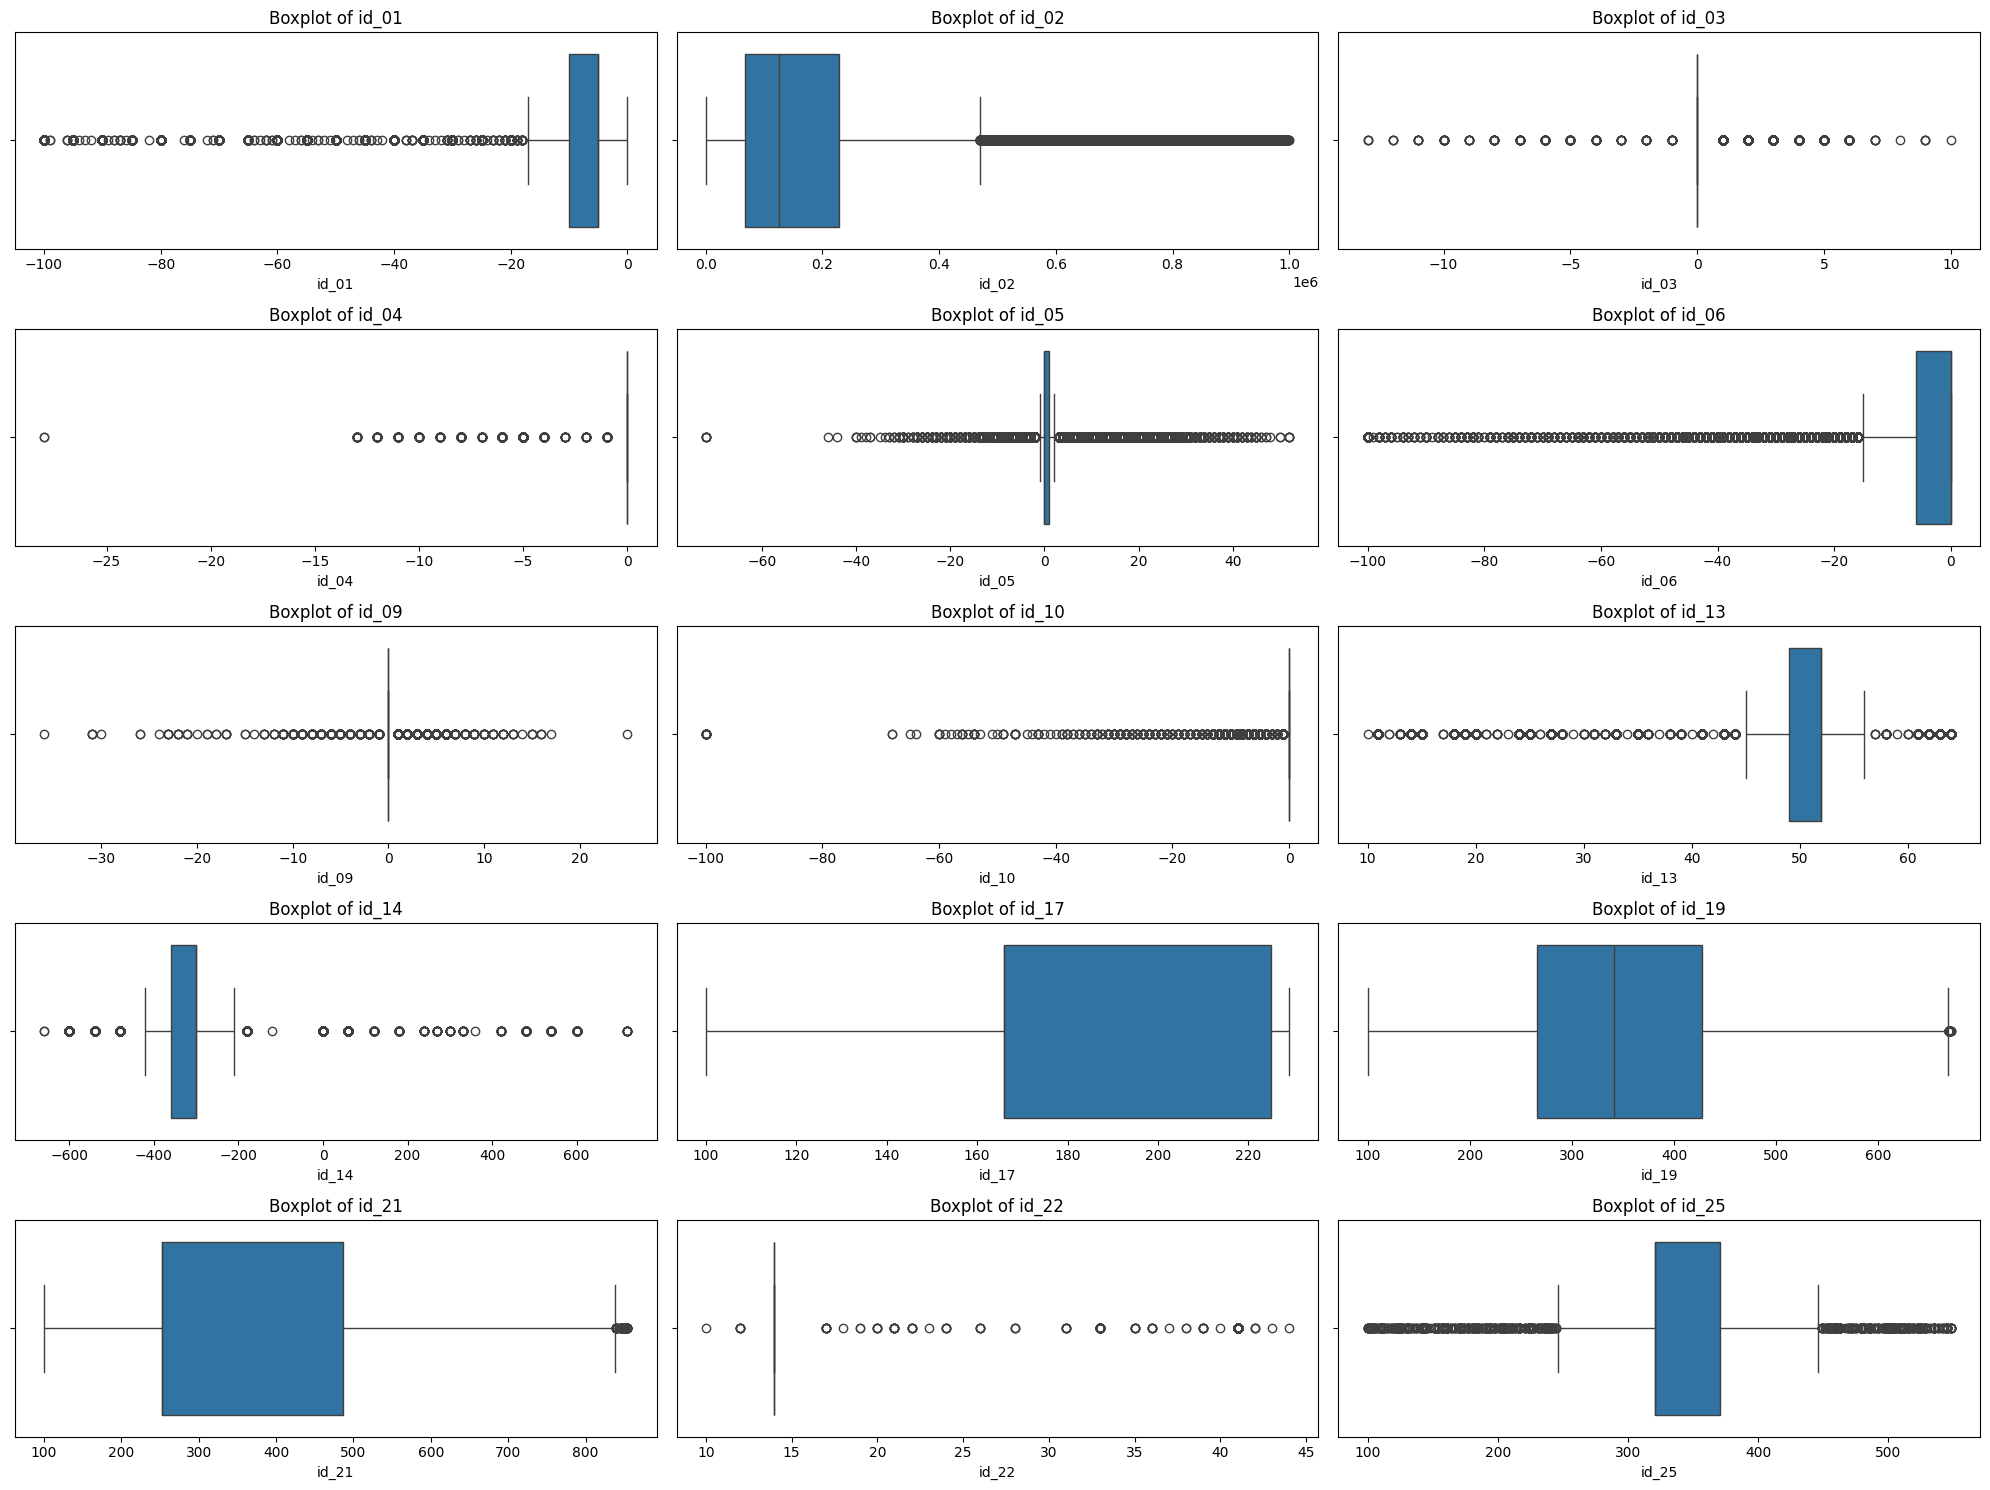 Boxplot of id_01
Boxplot of id_02
Boxplot of id_03
−100 −80 −60 −40 −20 0
0.0 0.2 0.4 0.6 0.8 1.0
−10 −5 0 5 10
id_01
id_02
1e6
id_03
Boxplot of id_04
Boxplot of id_05
Boxplot of id_06
−25 −20 −15 −10 −5 0
−60 −40 −20 0 20 40
−100 −80 −60 −40 −20 0
id_04
id_05
id_06
Boxplot of id_09
Boxplot of id_10
Boxplot of id_13
−30 −20 −10 0 10 20
−100 −80 −60 −40 −20 0
10 20 30 40 50 60
id_09
id_10
id_13
Boxplot of id_14
Boxplot of id_17
Boxplot of id_19
−600 −400 −200 0 200 400 600
100 120 140 160 180 200 220
100 200 300 400 500 600
id_14
id_17
id_19
Boxplot of id_21
Boxplot of id_22
Boxplot of id_25
100 200 300 400 500 600 700 800
10 15 20 25 30 35 40 45
100 200 300 400 500
id_21
id_22
id_25